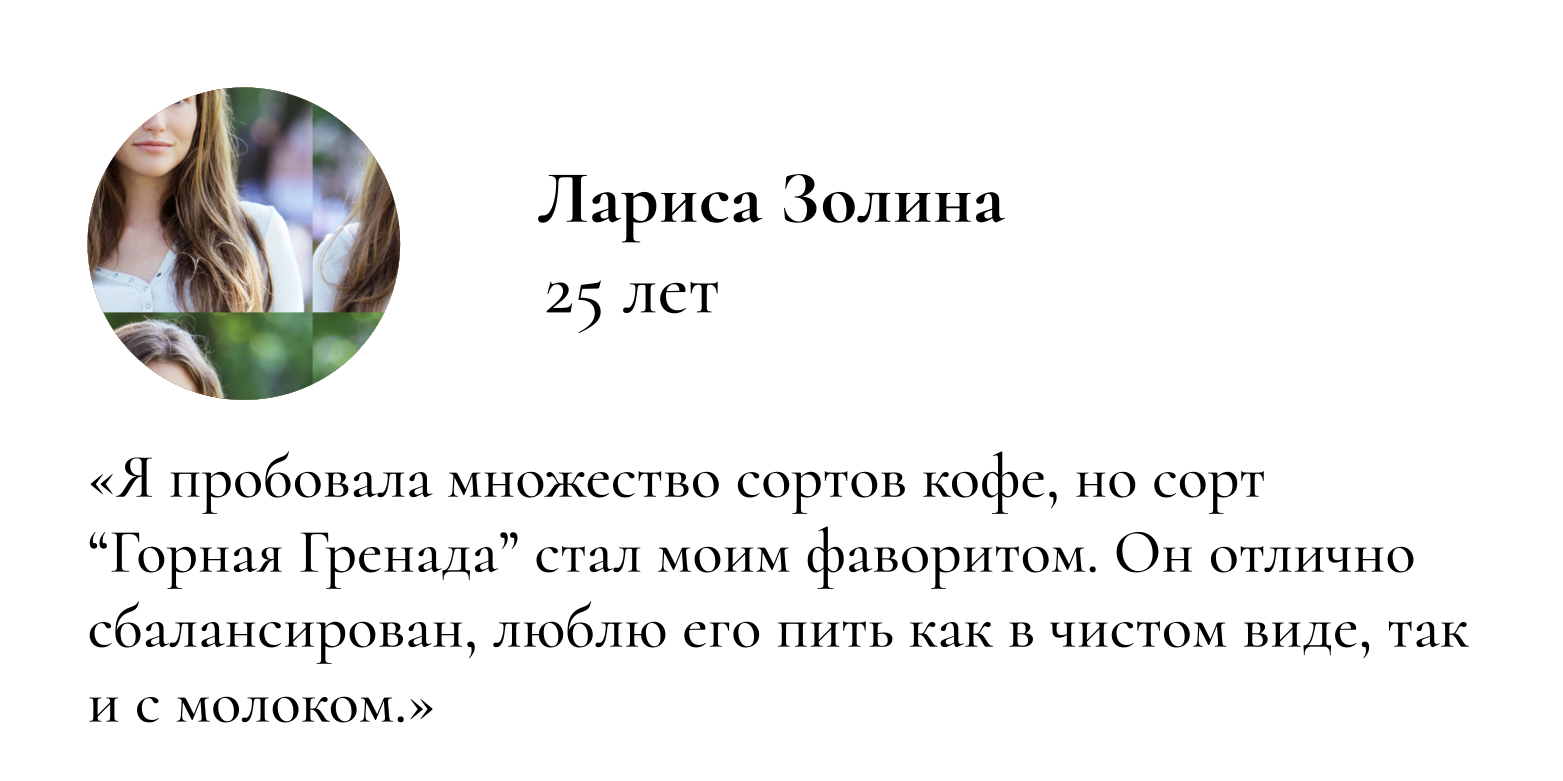 Лариса Золина
25 лет
«Я пробовала множество сортов кофе, но сорт
“Горная Гренада” стал моим фаворитом. Он отлично
сбалансирован, люблю его пить как в чистом виде, так
и с молоком.»